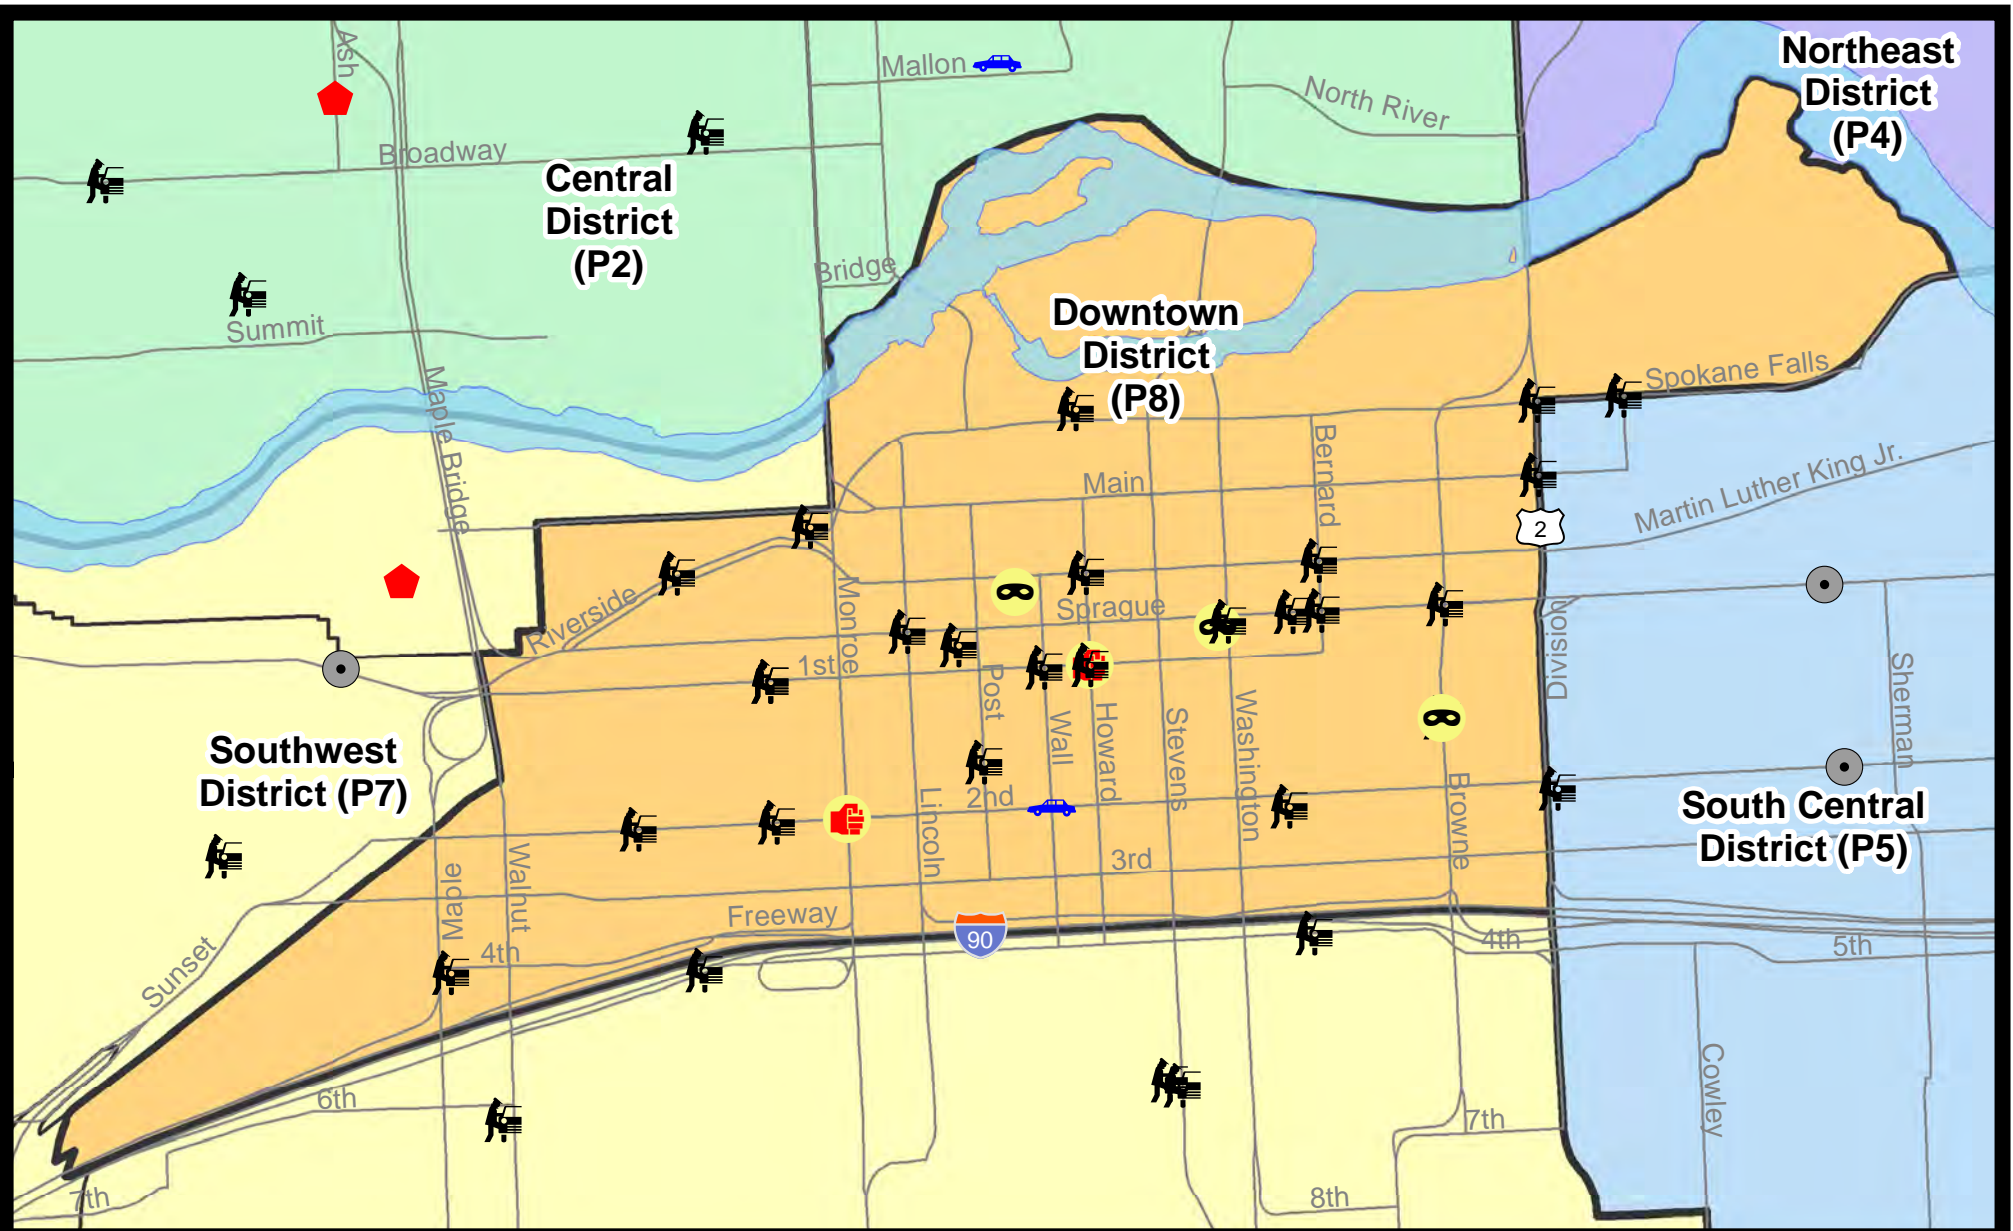 Ash
Mallon
Northeast
District
(P4)
North River
Broadway
Central
District
(P2)
Bridge
Downtown
District
(P8)
Summit
Spokane Falls
Maple Bridge
Bernard
Main
Martin Luther King Jr.
2
Riverside
Monroe
Sprague
Division
1st
Post
Wall
Howard
Stevens
Washington
Sherman
Southwest
District (P7)
Lincoln
2nd
Browne
South Central
District (P5)
3rd
Maple
Walnut
Freeway
90
4th
4th
5th
Sunset
6th
Cowley
7th
7th
8th